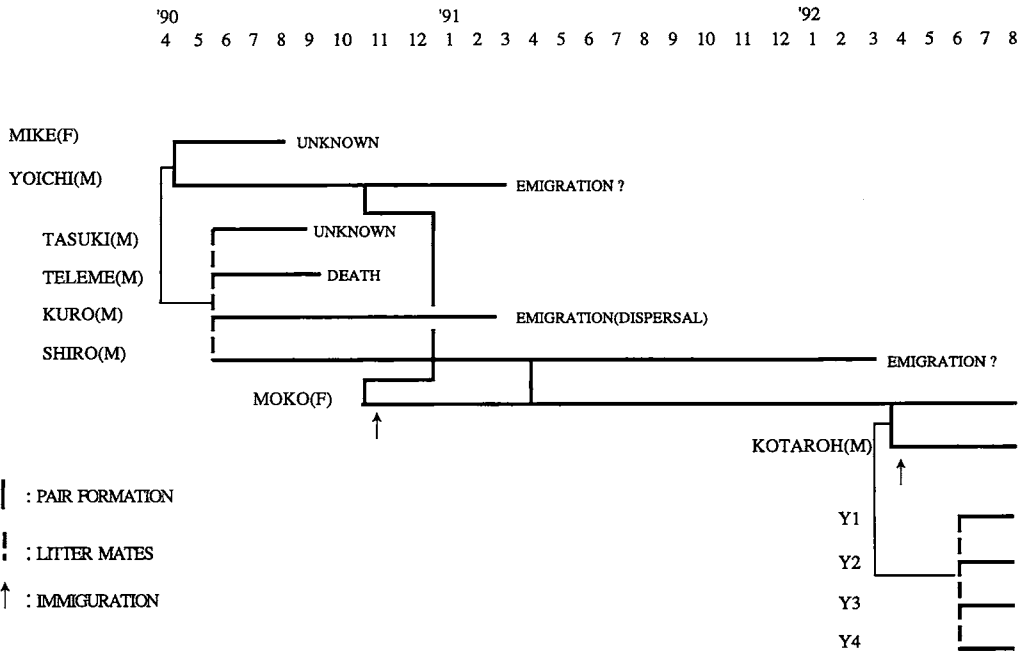 '90 '91 '92
4 5 6 7 8 9 10 11 12 1 2 3 4 5 6 7 8 9 10 11 12 1 2 3 4 5 6 7 8
MIKE(F) UNKNOWN
YOICHI(M) EMIGRATION ?
TASUKI(M) UNKNOWN
TELEME(M) DEATH
KURO(M) EMIGRATION(DISPERSAL)
SHIRO(M) EMIGRATION ?
MOKO(F)
KOTAROH(M)
: PAIR FORMATION
Y1
: LITTER MATES
Y2
: IMMIGURATION
Y3
Y4